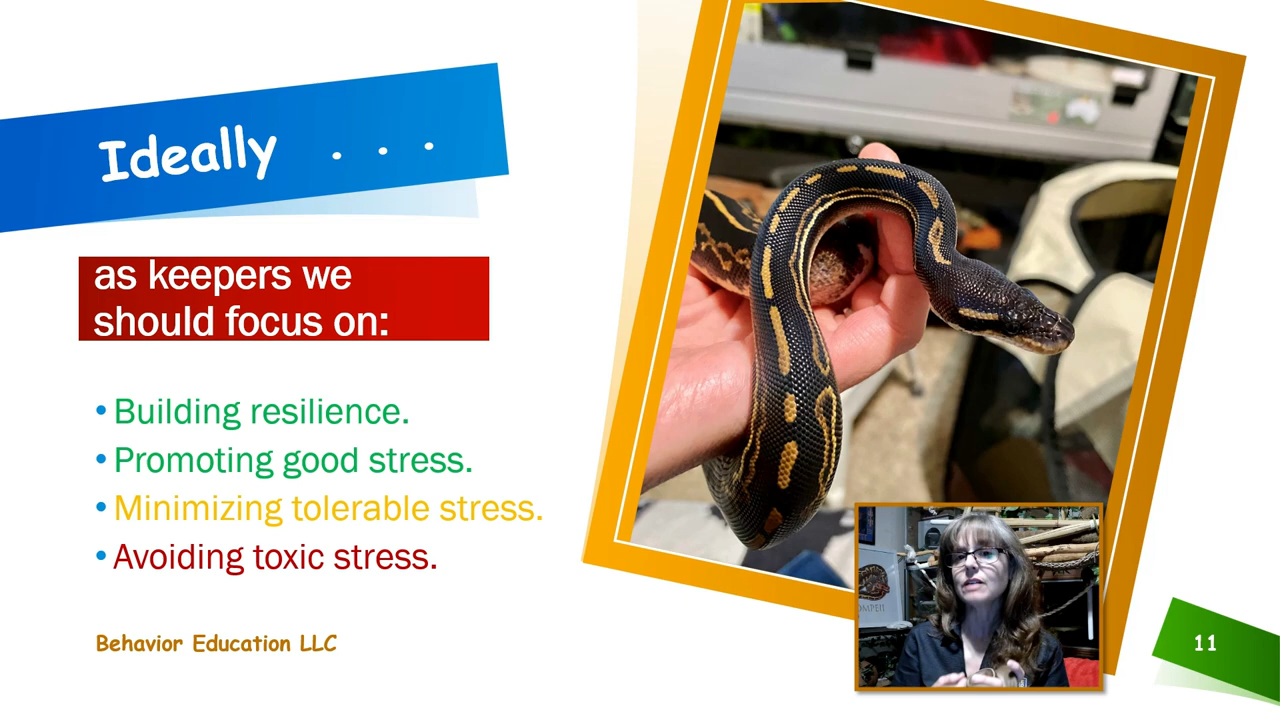 Ideally . . .
as keepers we
should focus on:
• Building resilience.
• Promoting good stress.
• Minimizing tolerable stress.
• Avoiding toxic stress.
Behavior Education LLC
OMPEII
11